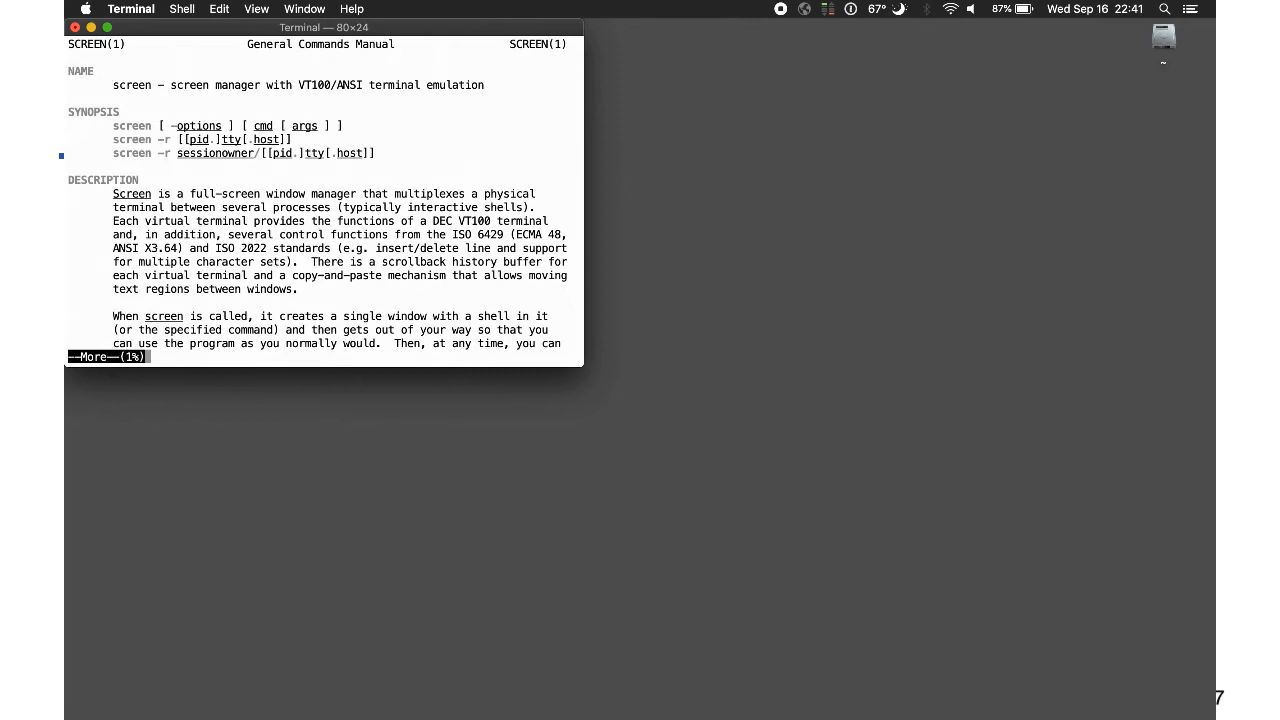 Terminal Shell Edit View Window Help 67° 87% Wed Sep 16 22:41
Terminal — 80×24
~
SCREEN(1) General Commands Manual SCREEN(1)
NAME
screen - screen manager with VT100/ANSI terminal emulation
SYNOPSIS
screen [ -options ] [ cmd [ args ] ]
screen -r [[pid.]tty[.host]]
screen -r sessionowner/[[pid.]tty[.host]]
DESCRIPTION
Screen is a full-screen window manager that multiplexes a physical
terminal between several processes (typically interactive shells).
Each virtual terminal provides the functions of a DEC VT100 terminal
and, in addition, several control functions from the ISO 6429 (ECMA 48,
ANSI X3.64) and ISO 2022 standards (e.g. insert/delete line and support
for multiple character sets). There is a scrollback history buffer for
each virtual terminal and a copy-and-paste mechanism that allows moving
text regions between windows.
When screen is called, it creates a single window with a shell in it
(or the specified command) and then gets out of your way so that you
can use the program as you normally would. Then, at any time, you can
--More--(1%)
7